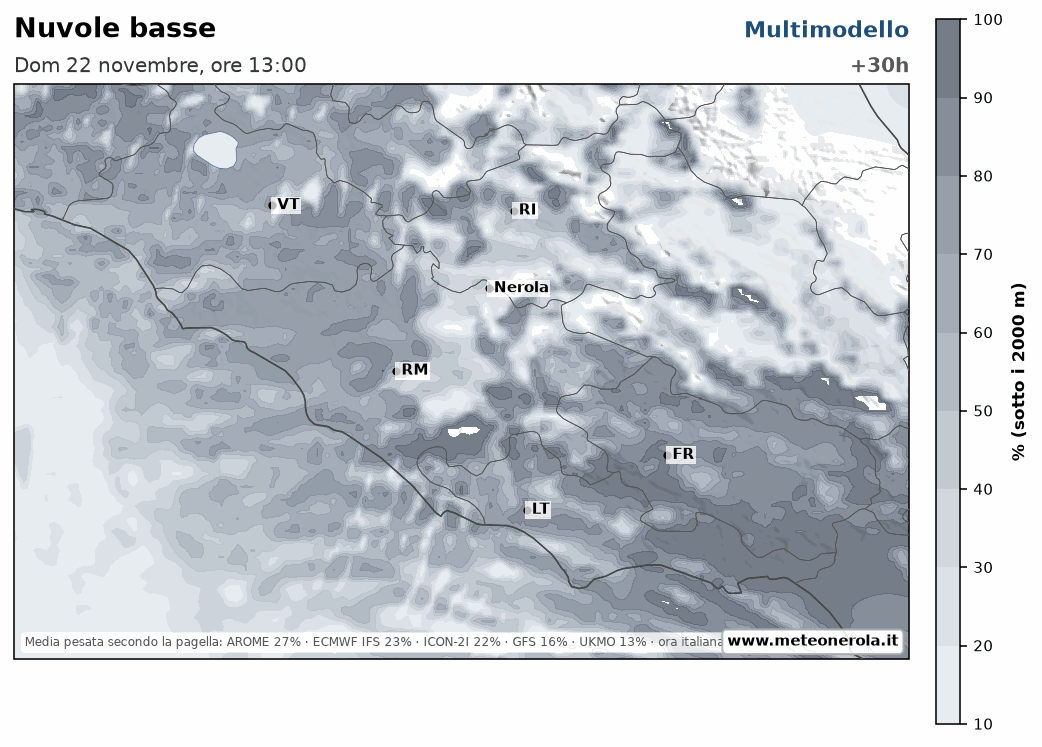 Nuvole basse
Multimodello
Dom 22 novembre, ore 13:00
+30h
VT
RI
Nerola
RM
FR
LT
Media pesata secondo la pagella: AROME 27% · ECMWF IFS 23% · ICON-2I 22% · GFS 16% · UKMO 13% · ora italiana
www.meteonerola.it
100
90
80
70
60
50
40
30
20
10
% (sotto i 2000 m)